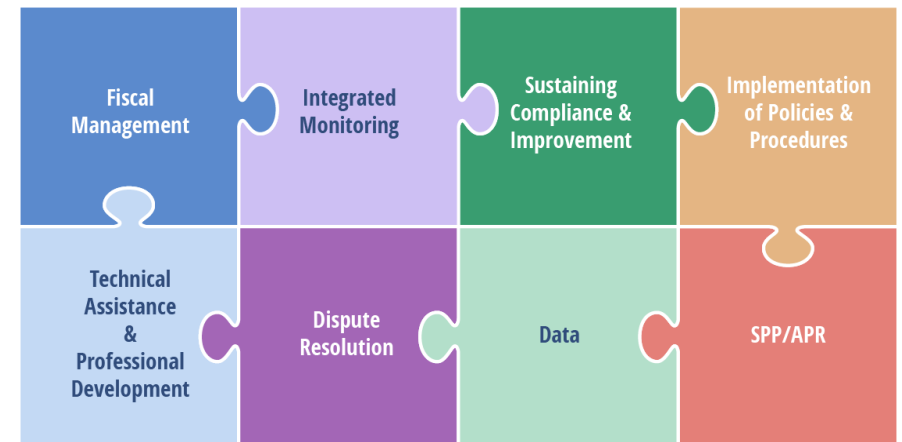 Fiscal
Management
Integrated
Monitoring
Sustaining
Compliance &
Improvement
Implementation
of Policies &
Procedures
Technical
Assistance
&
Professional
Development
Dispute
Resolution
Data
SPP/APR